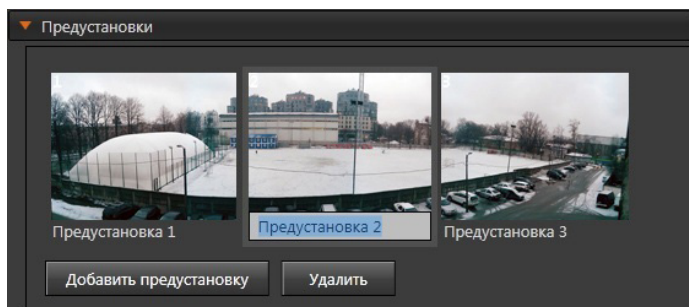 Предустановки
1 2 3
Предустановка 1 Предустановка 2 Предустановка 3
Добавить предустановку Удалить